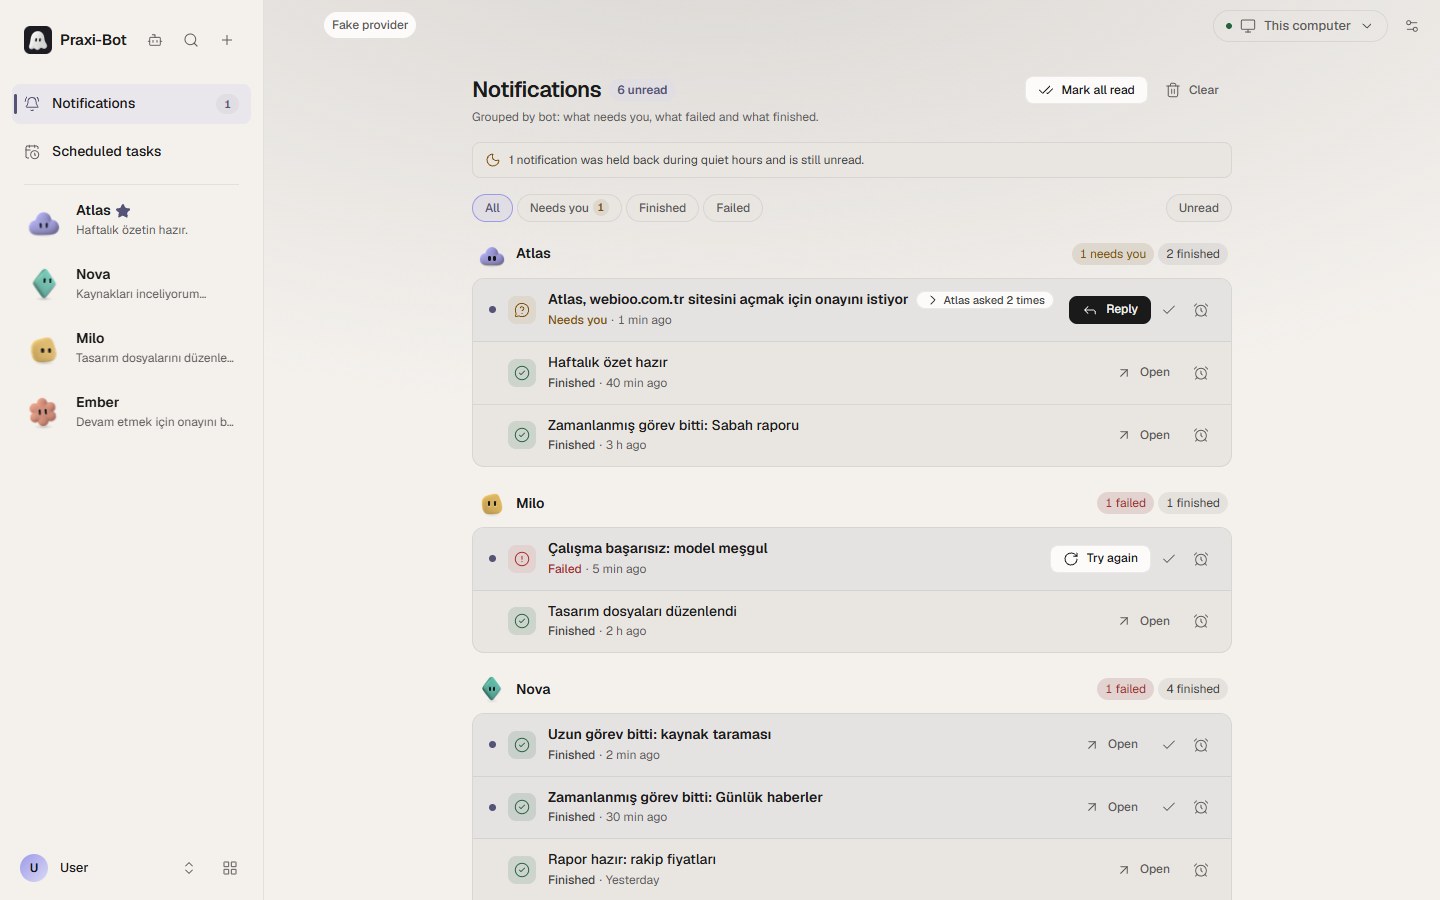 Praxi-Bot
Notifications 1
Scheduled tasks
Atlas
Haftalık özetin hazır.
Nova
Kaynakları inceliyorum...
Milo
Tasarım dosyalarını düzenle...
Ember
Devam etmek için onayını b...
U User
Fake provider
This computer
Notifications 6 unread
Mark all read Clear
Grouped by bot: what needs you, what failed and what finished.
1 notification was held back during quiet hours and is still unread.
All Needs you 1 Finished Failed Unread
Atlas 1 needs you 2 finished
Atlas, webioo.com.tr sitesini açmak için onayını istiyor Atlas asked 2 times Reply
Needs you · 1 min ago
Haftalık özet hazır Open
Finished · 40 min ago
Zamanlanmış görev bitti: Sabah raporu Open
Finished · 3 h ago
Milo 1 failed 1 finished
Çalışma başarısız: model meşgul Try again
Failed · 5 min ago
Tasarım dosyaları düzenlendi Open
Finished · 2 h ago
Nova 1 failed 4 finished
Uzun görev bitti: kaynak taraması Open
Finished · 2 min ago
Zamanlanmış görev bitti: Günlük haberler Open
Finished · 30 min ago
Rapor hazır: rakip fiyatları Open
Finished · Yesterday